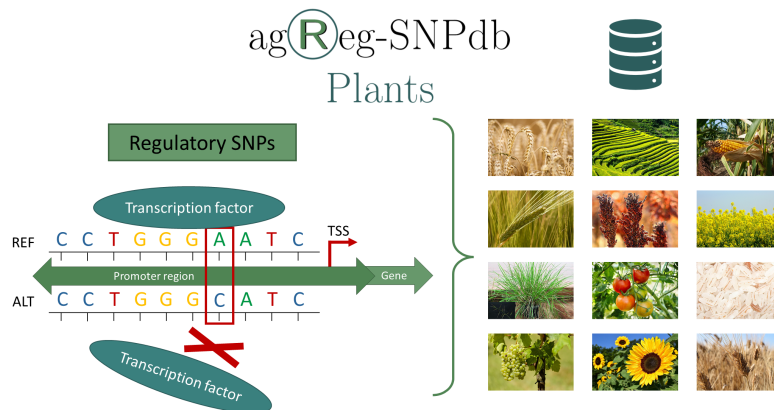 agReg-SNPdb
Plants
Regulatory SNPs
Transcription factor
TSS
REF C C T G G G A A T C
Promoter region Gene
ALT C C T G G G C A T C
Transcription factor